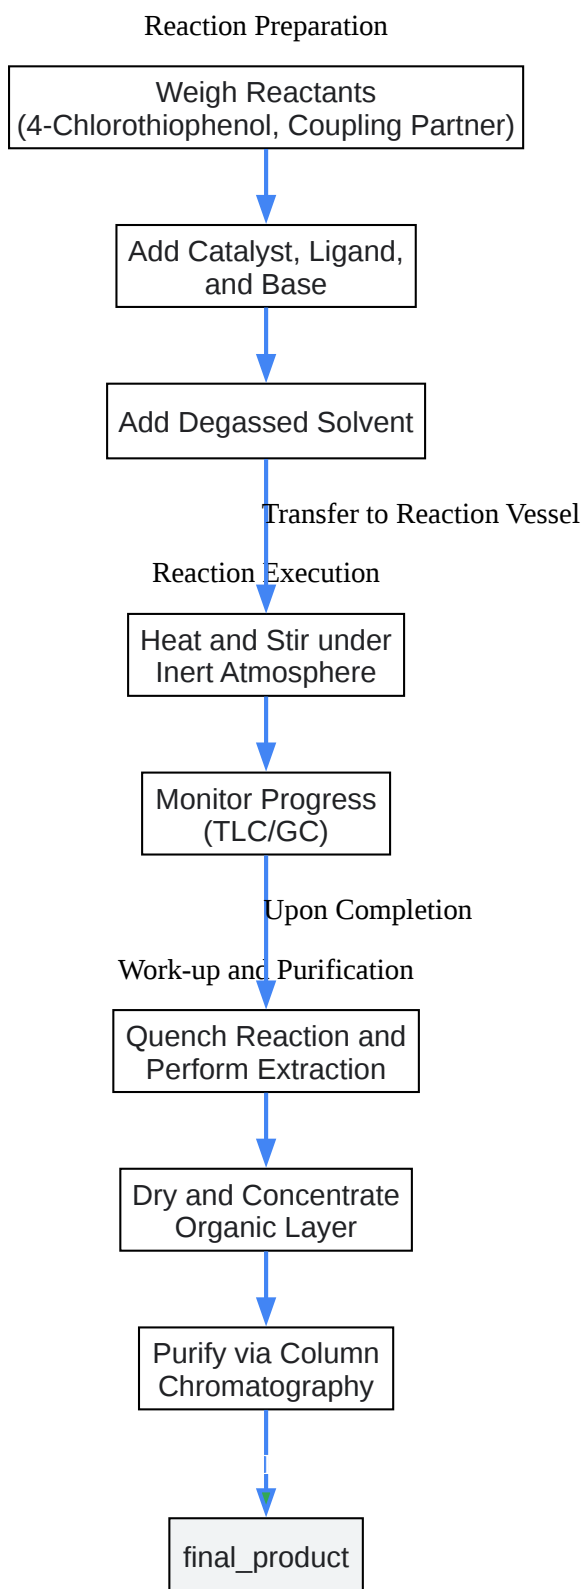 Reaction Preparation
Weigh Reactants
(4-Chlorothiophenol, Coupling Partner)
Add Catalyst, Ligand,
and Base
Add Degassed Solvent
Transfer to Reaction Vessel
Reaction Execution
Heat and Stir under
Inert Atmosphere
Monitor Progress
(TLC/GC)
Upon Completion
Work-up and Purification
Quench Reaction and
Perform Extraction
Dry and Concentrate
Organic Layer
Purify via Column
Chromatography
final_product